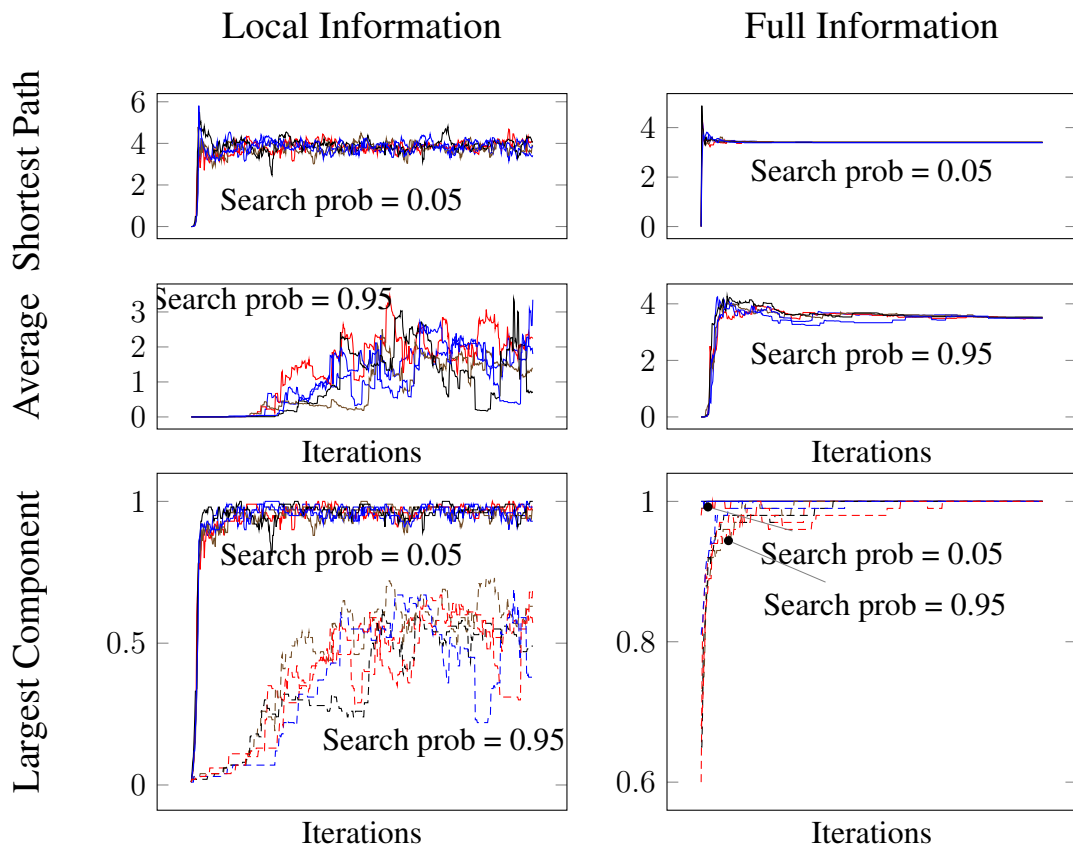 Local Information
Full Information
Average Shortest Path
6
4
2
0
Search prob = 0.05
4
2
0
Search prob = 0.05
3
2
1
0
Search prob = 0.95
Iterations
4
2
0
Search prob = 0.95
Iterations
Largest Component
1
0.5
0
Search prob = 0.05
Search prob = 0.95
Iterations
1
0.8
0.6
Search prob = 0.05
Search prob = 0.95
Iterations